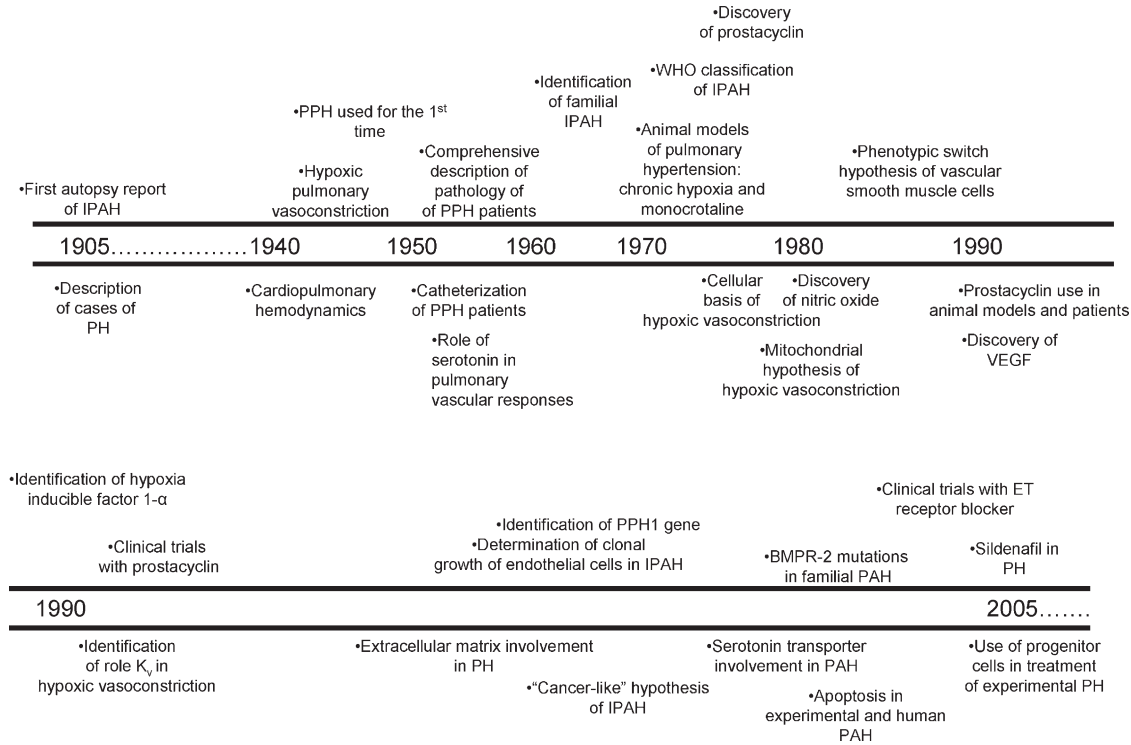 •Discovery
of prostacyclin
•WHO classification
of IPAH
•Identification
of familial
IPAH
•PPH used for the 1st
time
•Animal models
of pulmonary
hypertension:
chronic hypoxia and
monocrotaline
•Comprehensive
description of
pathology of
of PPH patients
•Phenotypic switch
hypothesis of vascular
smooth muscle cells
•Hypoxic
pulmonary
vasoconstriction
•First autopsy report
of IPAH
1905………………1940 1950 1960 1970 1980 1990
•Description
of cases of
PH
•Cardiopulmonary
hemodynamics
•Catheterization
of PPH patients
•Role of
serotonin in
pulmonary
vascular responses
•Cellular
basis of
hypoxic vasoconstriction
•Discovery
of nitric oxide
•Mitochondrial
hypothesis of
hypoxic vasoconstriction
•Prostacyclin use in
animal models and patients
•Discovery of
VEGF
•Identification of hypoxia
inducible factor 1-α
•Clinical trials
with prostacyclin
•Identification of PPH1 gene
•Determination of clonal
growth of endothelial cells in IPAH
•Clinical trials with ET
receptor blocker
•BMPR-2 mutations
in familial PAH
•Sildenafil in
PH
1990 2005…….
•Identification
of role Kv in
hypoxic vasoconstriction
•Extracellular matrix involvement
in PH
•“Cancer-like” hypothesis
of IPAH
•Serotonin transporter
involvement in PAH
•Apoptosis in
experimental and human
PAH
•Use of progenitor
cells in treatment
of experimental PH